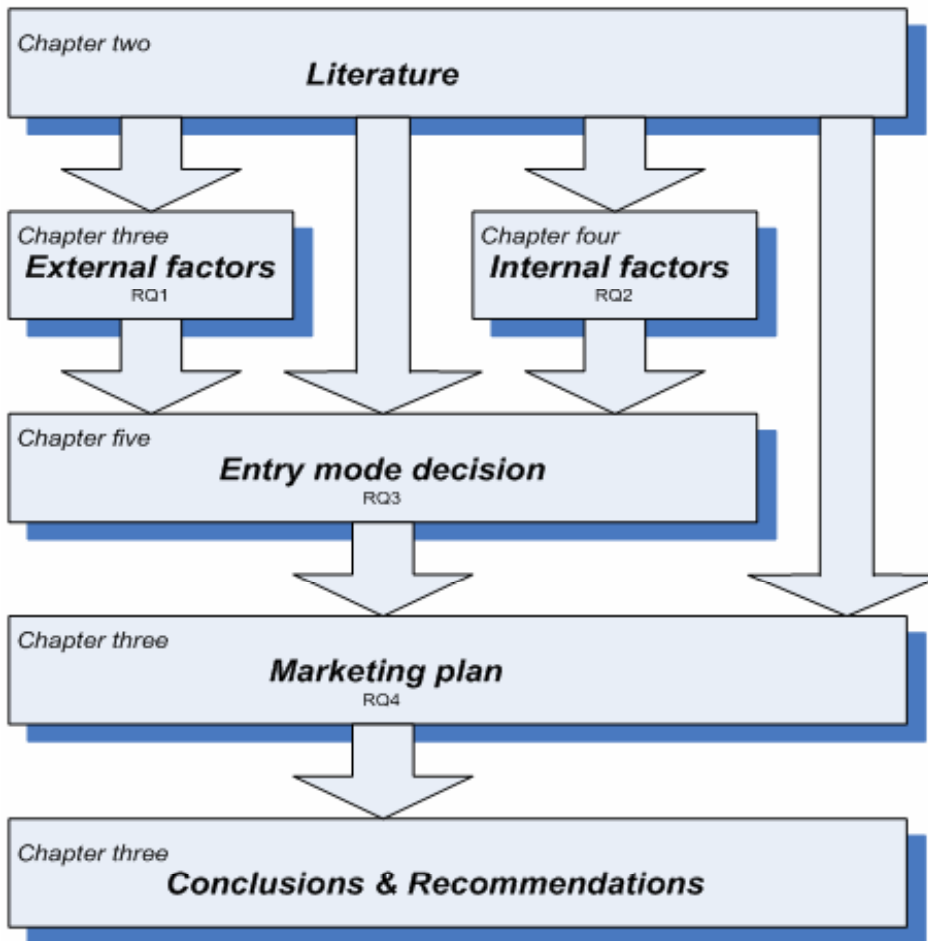 Chapter two
Literature
Chapter three
External factors
RQ1
Chapter four
Internal factors
RQ2
Chapter five
Entry mode decision
RQ3
Chapter three
Marketing plan
RQ4
Chapter three
Conclusions & Recommendations